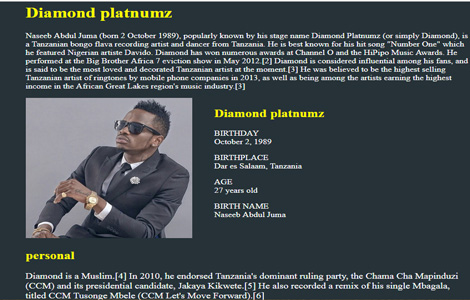 Diamond platnumz
Naseeb Abdul Juma (born 2 October 1989), popularly known by his stage name Diamond Platnumz (or simply Diamond), is
a Tanzanian bongo flava recording artist and dancer from Tanzania. He is best known for his hit song "Number One" which
he featured Nigerian artiste Davido. Diamond has won numerous awards at Channel O and the HiPipo Music Awards. He
performed at the Big Brother Africa 7 eviction show in May 2012.[2] Diamond is considered influential among his fans, and
is said to be the most loved and decorated Tanzanian artist at the moment.[3] He was believed to be the highest selling
Tanzanian artist of ringtones by mobile phone companies in 2013, as well as being among the artists earning the highest
income in the African Great Lakes region's music industry.[3]
Diamond platnumz
BIRTHDAY
October 2, 1989
BIRTHPLACE
Dar es Salaam, Tanzania
AGE
27 years old
BIRTH NAME
Naseeb Abdul Juma
personal
Diamond is a Muslim.[4] In 2010, he endorsed Tanzania's dominant ruling party, the Chama Cha Mapinduzi
(CCM) and its presidential candidate, Jakaya Kikwete.[5] He also recorded a remix of his single Mbagala,
titled CCM Tusonge Mbele (CCM Let's Move Forward).[6]